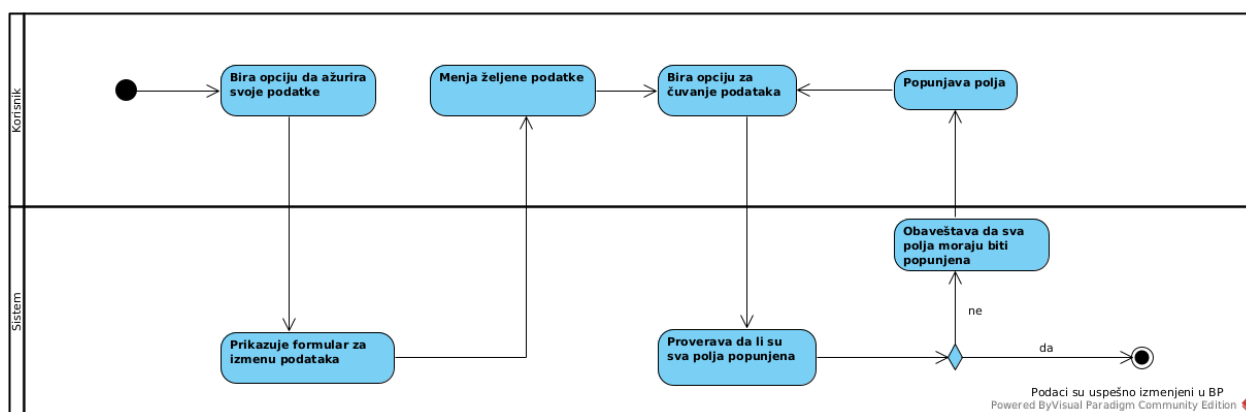 Korisnik
Bira opciju da ažurira
svoje podatke
Menja željene podatke
Bira opciju za
čuvanje podataka
Popunjava polja
Sistem
Obaveštava da sva
polja moraju biti
popunjena
ne
Prikazuje formular za
izmenu podataka
Proverava da li su
sva polja popunjena
da
Podaci su uspešno izmenjeni u BP
Powered ByVisual Paradigm Community Edition